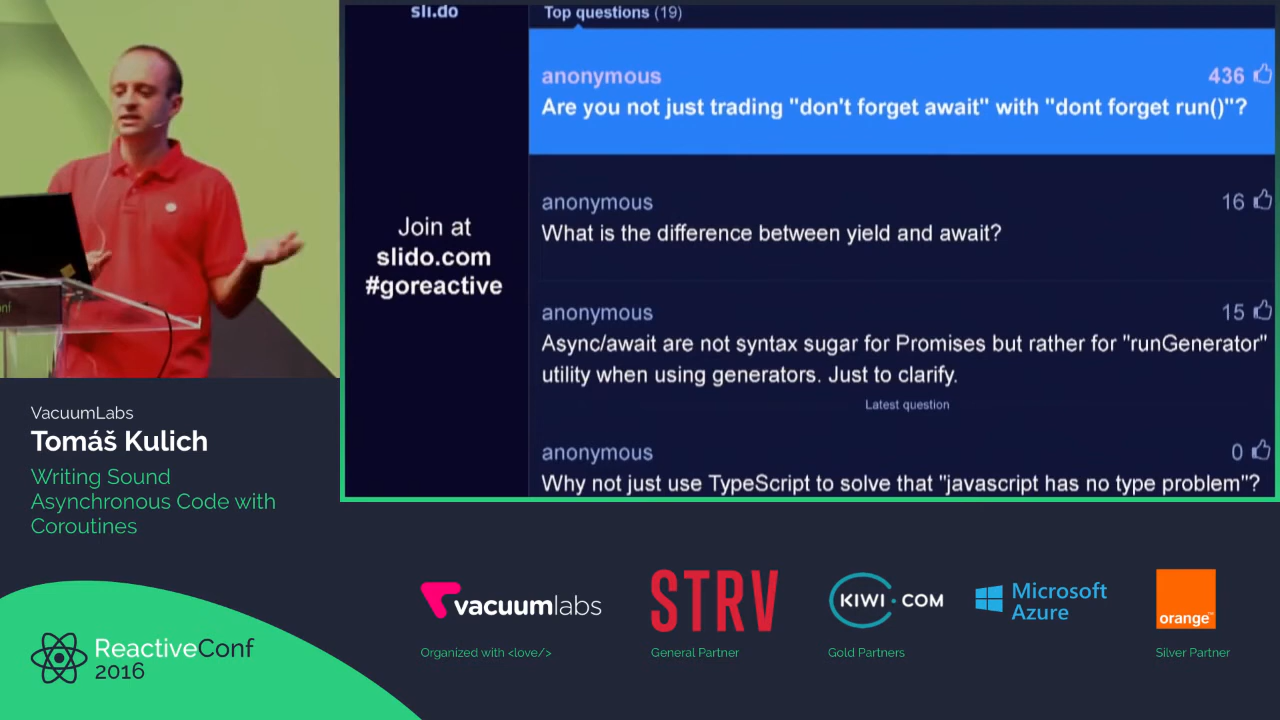 sli.do
Top questions (19)
anonymous
436
Are you not just trading "don't forget await" with "dont forget run()"?
anonymous
16
What is the difference between yield and await?
Join at
slido.com
#goreactive
anonymous
15
Async/await are not syntax sugar for Promises but rather for "runGenerator"
utility when using generators. Just to clarify.
Latest question
anonymous
0
Why not just use TypeScript to solve that "javascript has no type problem"?
VacuumLabs
Tomáš Kulich
Writing Sound
Asynchronous Code with
Coroutines
ReactiveConf
2016
vacuumlabs
Organized with <love/>
STRV
General Partner
KIWI.COM
Gold Partners
Microsoft
Azure
orange™
Silver Partner